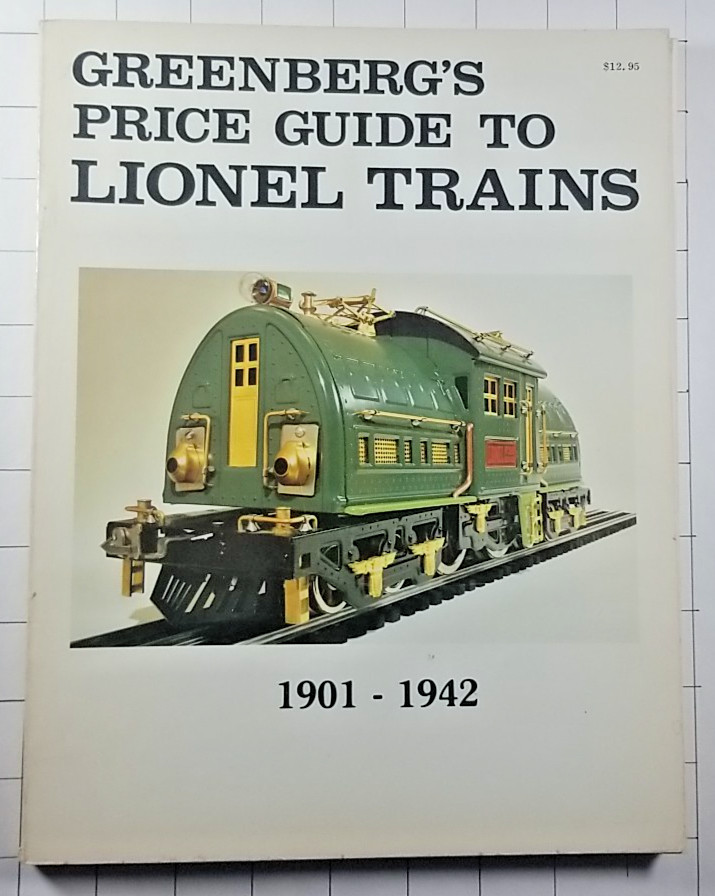 GREENBERG'S
$12.95
PRICE GUIDE TO
LIONEL TRAINS
1901 - 1942